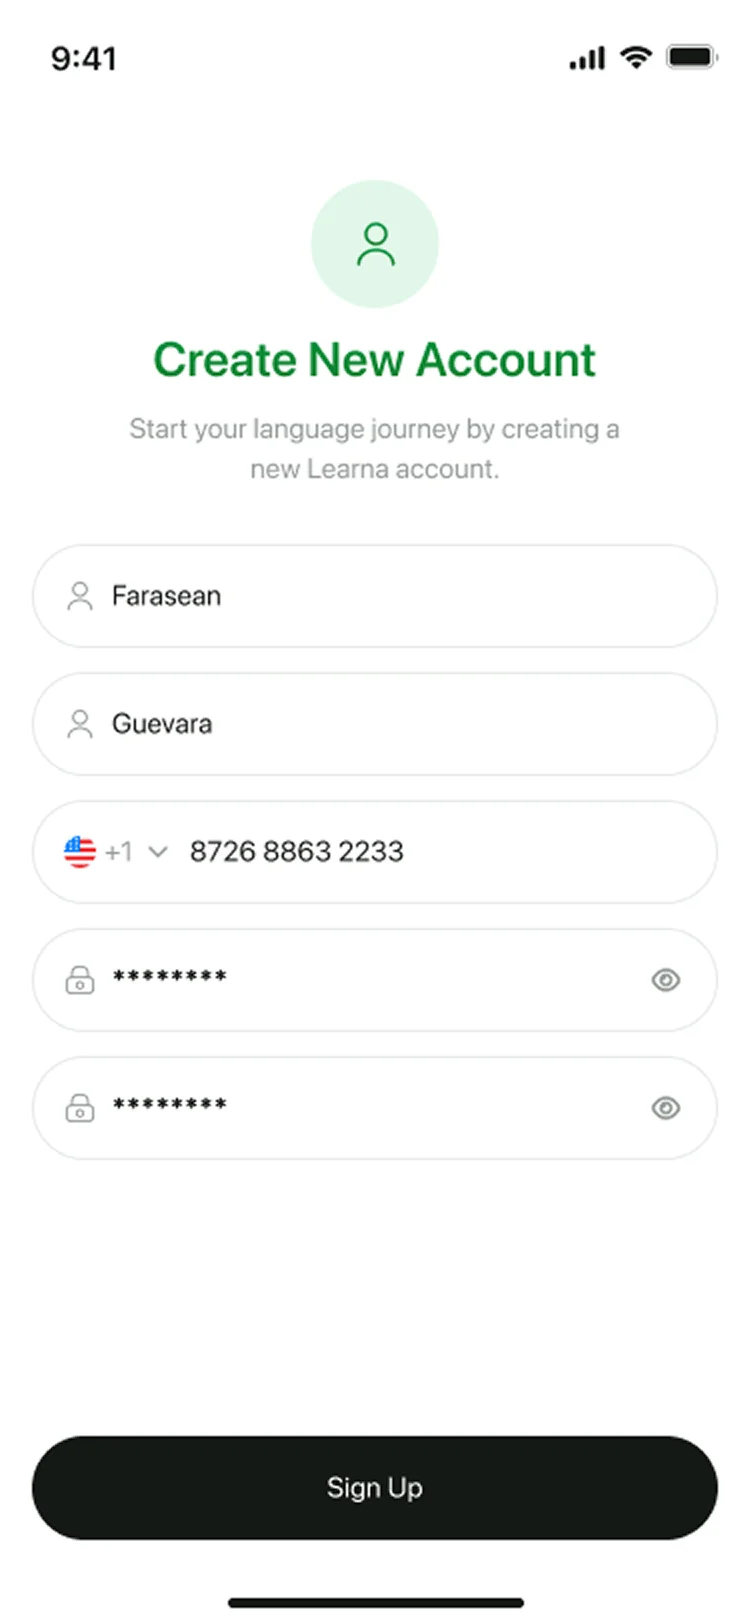 9:41
Create New Account
Start your language journey by creating a
new Learna account.
Farasean
Guevara
+1 8726 8863 2233
********
********
Sign Up